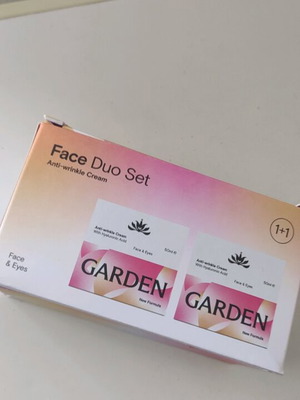 Face Duo Set
Anti-wrinkle Cream
1+1
Face
& Eyes
Anti-wrinkle Cream
With Hyaluronic Acid
Face & Eyes
50ml ℮
GARDEN
New Formula
Anti-wrinkle Cream
With Hyaluronic Acid
Face & Eyes
50ml ℮
GARDEN
New Formula